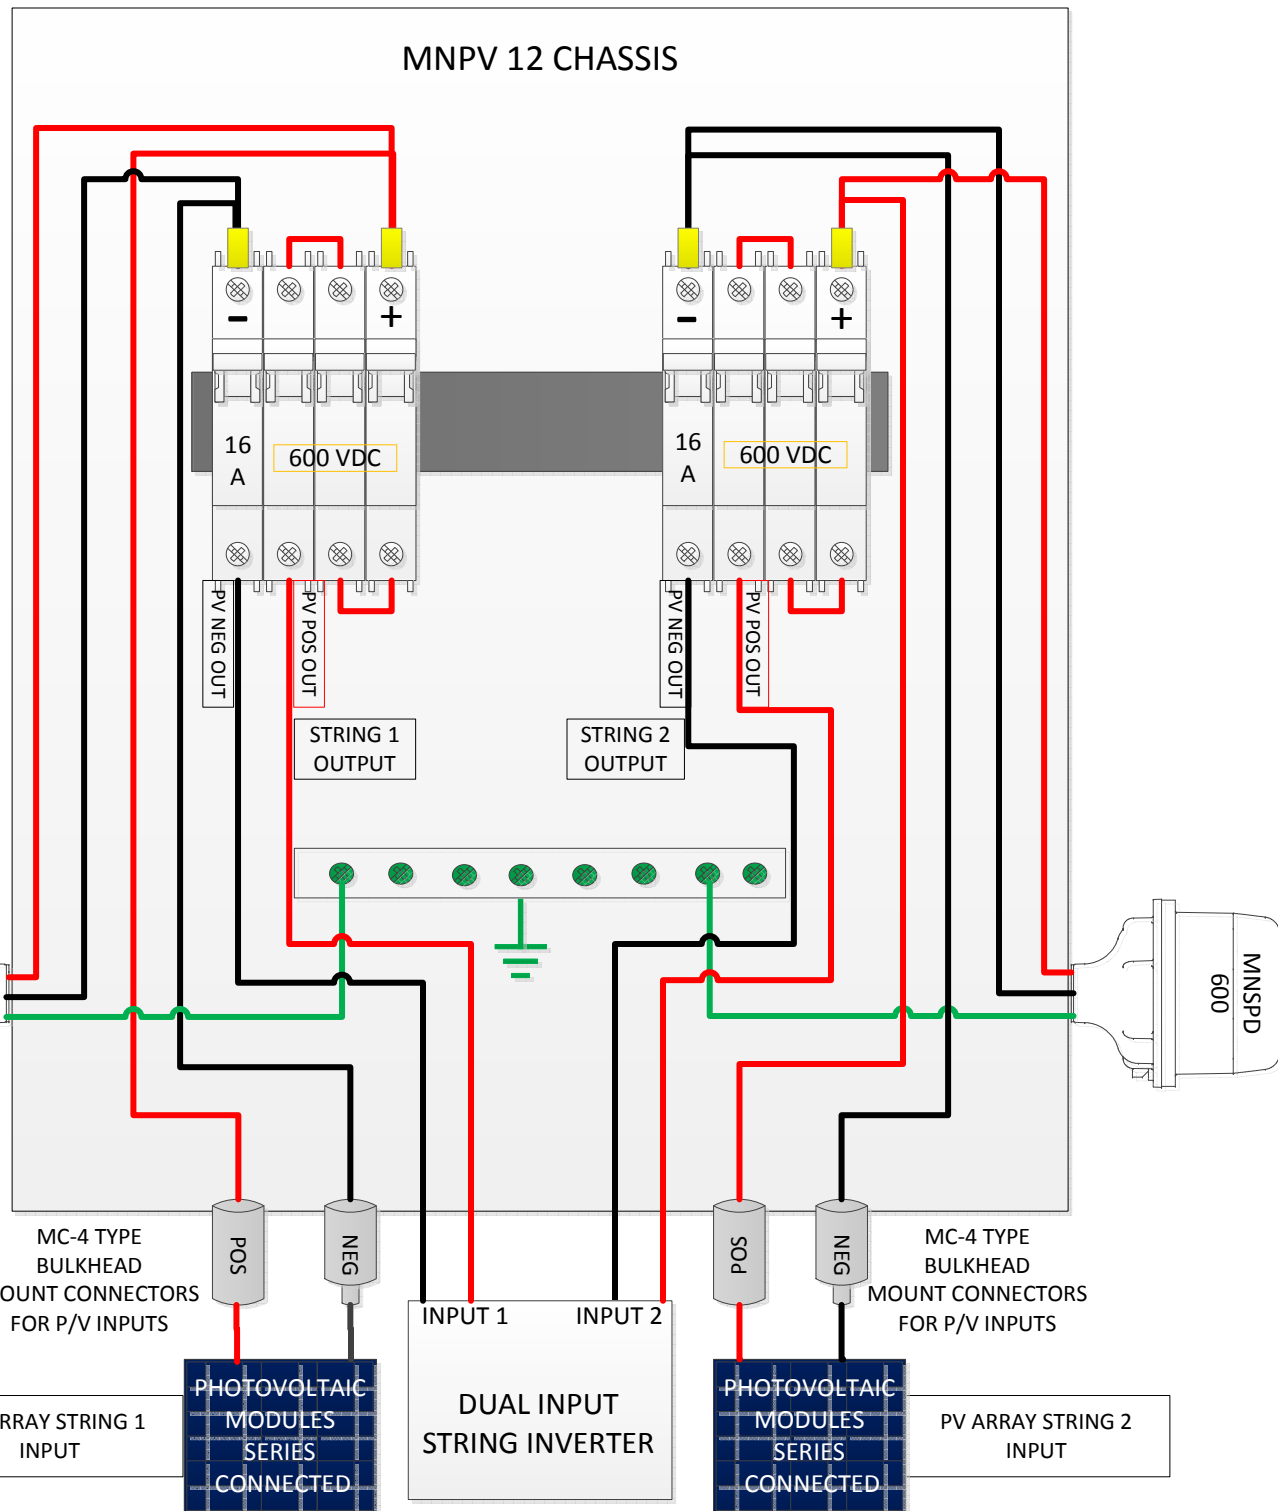 MNPV 12 CHASSIS
-
+
-
+
16
A
600 VDC
16
A
600 VDC
PV NEG OUT
PV POS OUT
PV NEG OUT
PV POS OUT
STRING 1
OUTPUT
STRING 2
OUTPUT
MNSPD
600
POS
NEG
POS
NEG
MC-4 TYPE
BULKHEAD
OUNT CONNECTORS
FOR P/V INPUTS
MC-4 TYPE
BULKHEAD
MOUNT CONNECTORS
FOR P/V INPUTS
INPUT 1
INPUT 2
DUAL INPUT
STRING INVERTER
RRAY STRING 1
INPUT
PHOTOVOLTAIC
MODULES
SERIES
CONNECTED
PHOTOVOLTAIC
MODULES
SERIES
CONNECTED
PV ARRAY STRING 2
INPUT